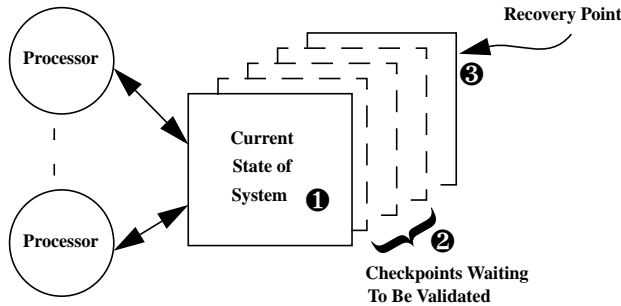 Recovery Point
Processor
❸
Current
State of
System ❶
Processor
❷
Checkpoints Waiting
To Be Validated